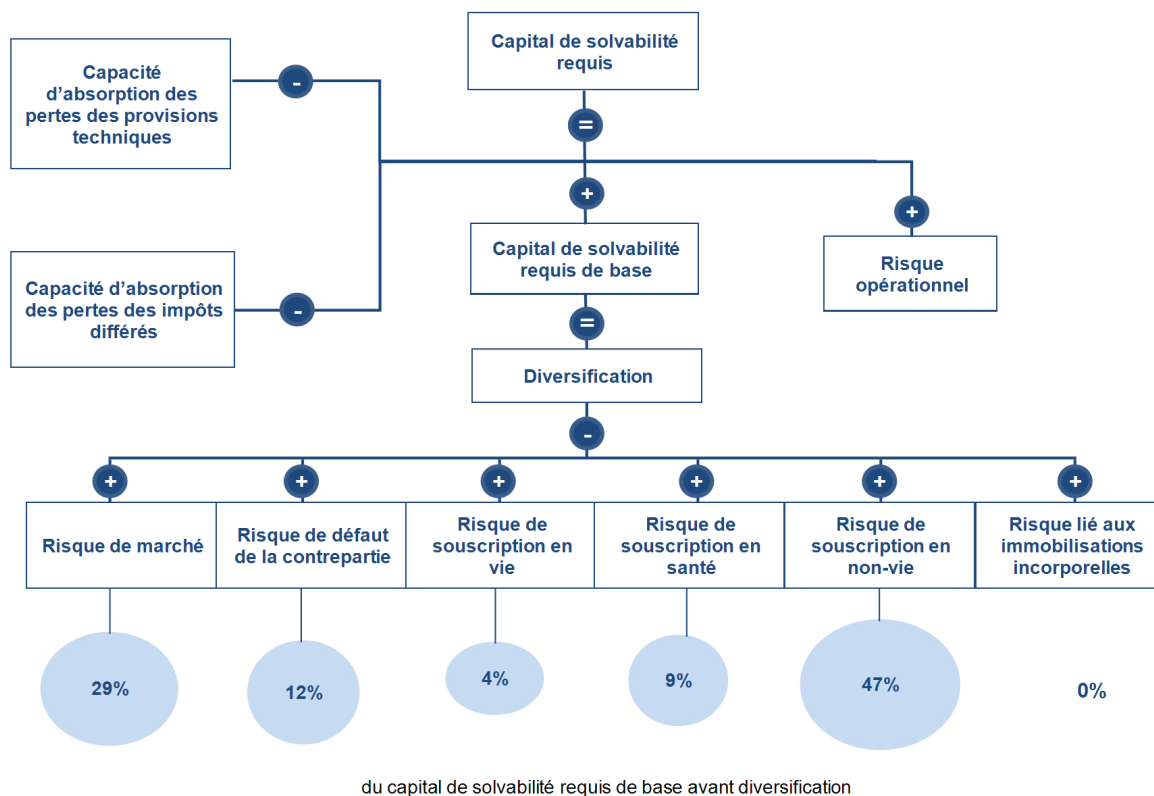 Capital de solvabilité
requis
Capacité
d'absorption des
pertes des provisions
techniques
-
=
+
+
Capital de solvabilité
requis de base
Risque
opérationnel
Capacité d'absorption
des pertes des impôts
différés
-
=
Diversification
-
+
+
+
+
+
+
Risque de marché
Risque de défaut
de la contrepartie
Risque de
souscription en
vie
Risque de
souscription en
santé
Risque de
souscription en
non-vie
Risque lié aux
immobilisations
incorporelles
29%
12%
4%
9%
47%
0%
du capital de solvabilité requis de base avant diversification